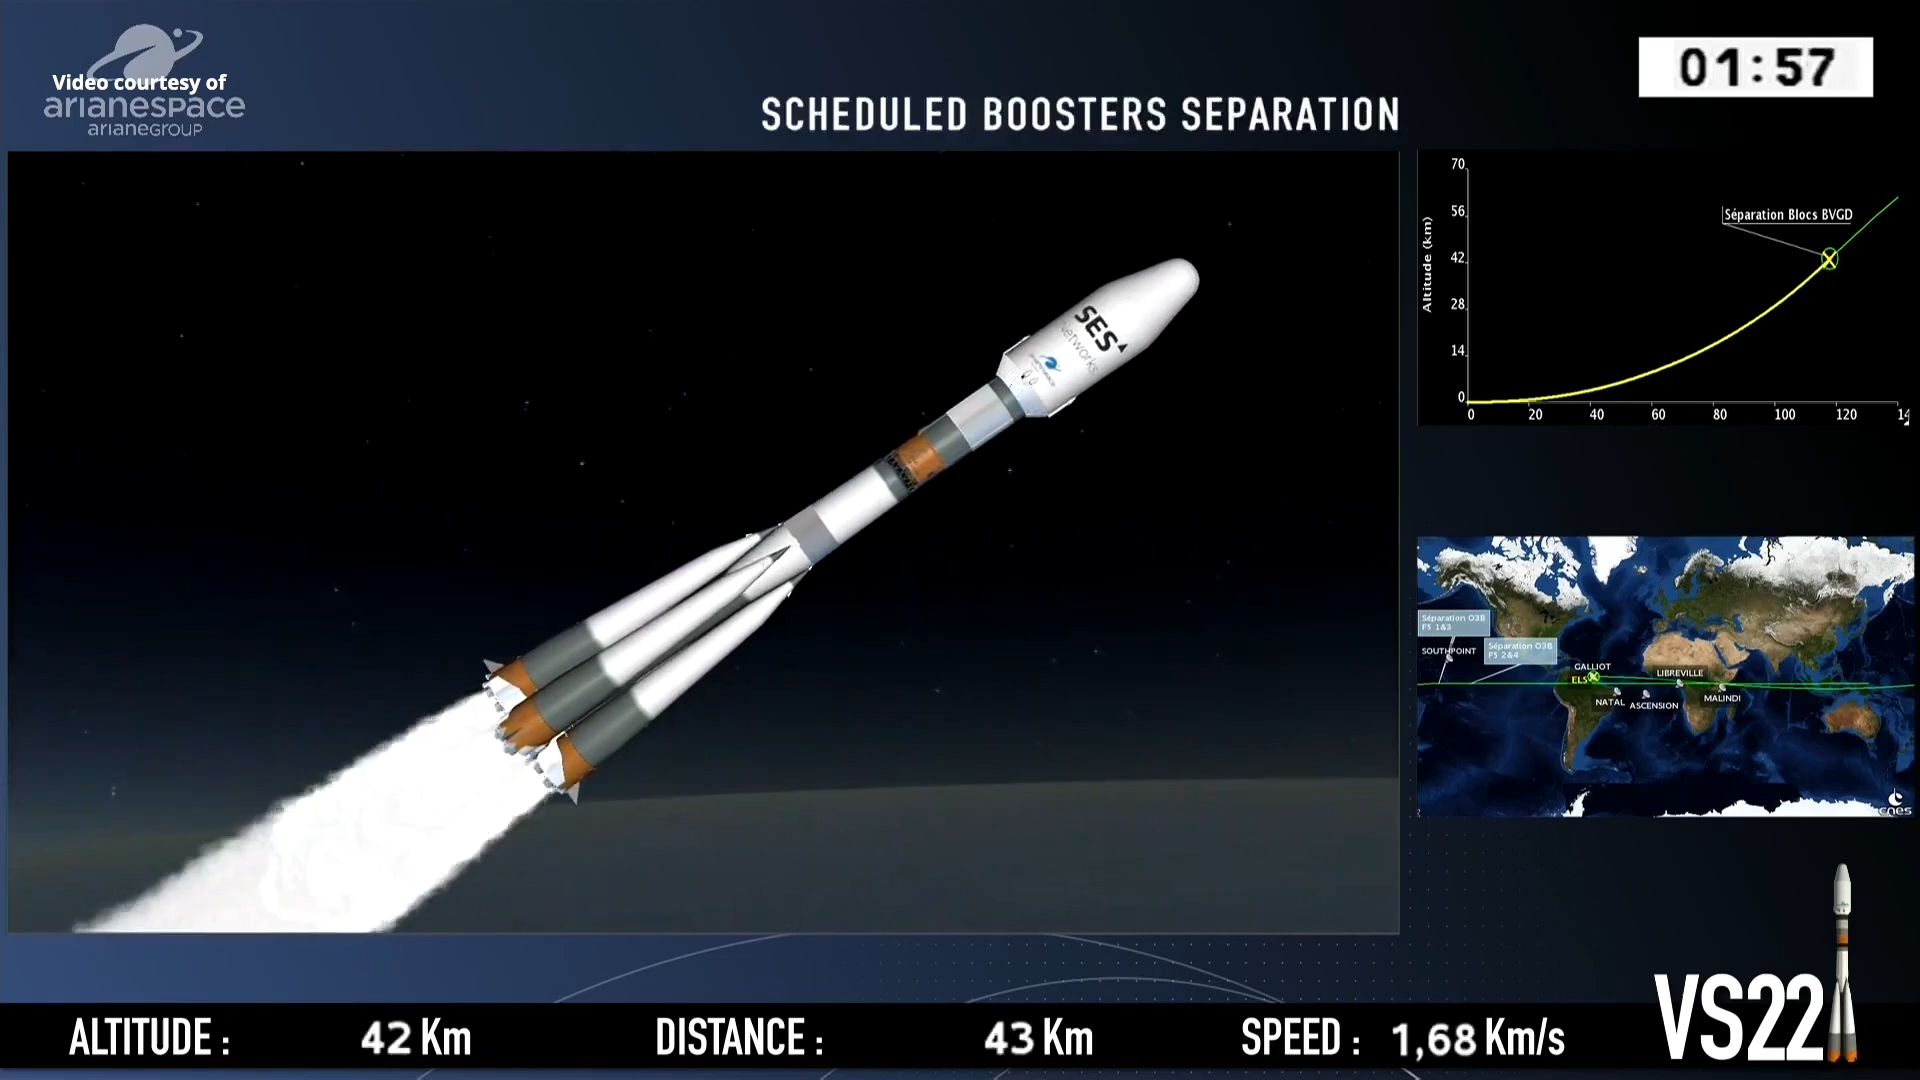 Video courtesy of
arianespace
arianeGROUP
SCHEDULED BOOSTERS SEPARATION
01:57
SES
Networks
Altitude (km)
70
56
42
28
14
0
Séparation Blocs BVGD
0 20 40 60 80 100 120 14
Séparation O3B
FS 1&3
Séparation O3B
FS 2&4
SOUTHPOINT
GALLIOT
ELS
LIBREVILLE
NATAL
ASCENSION
MALINDI
cnes
VS22
ALTITUDE : 42 Km DISTANCE : 43 Km SPEED : 1,68 Km/s